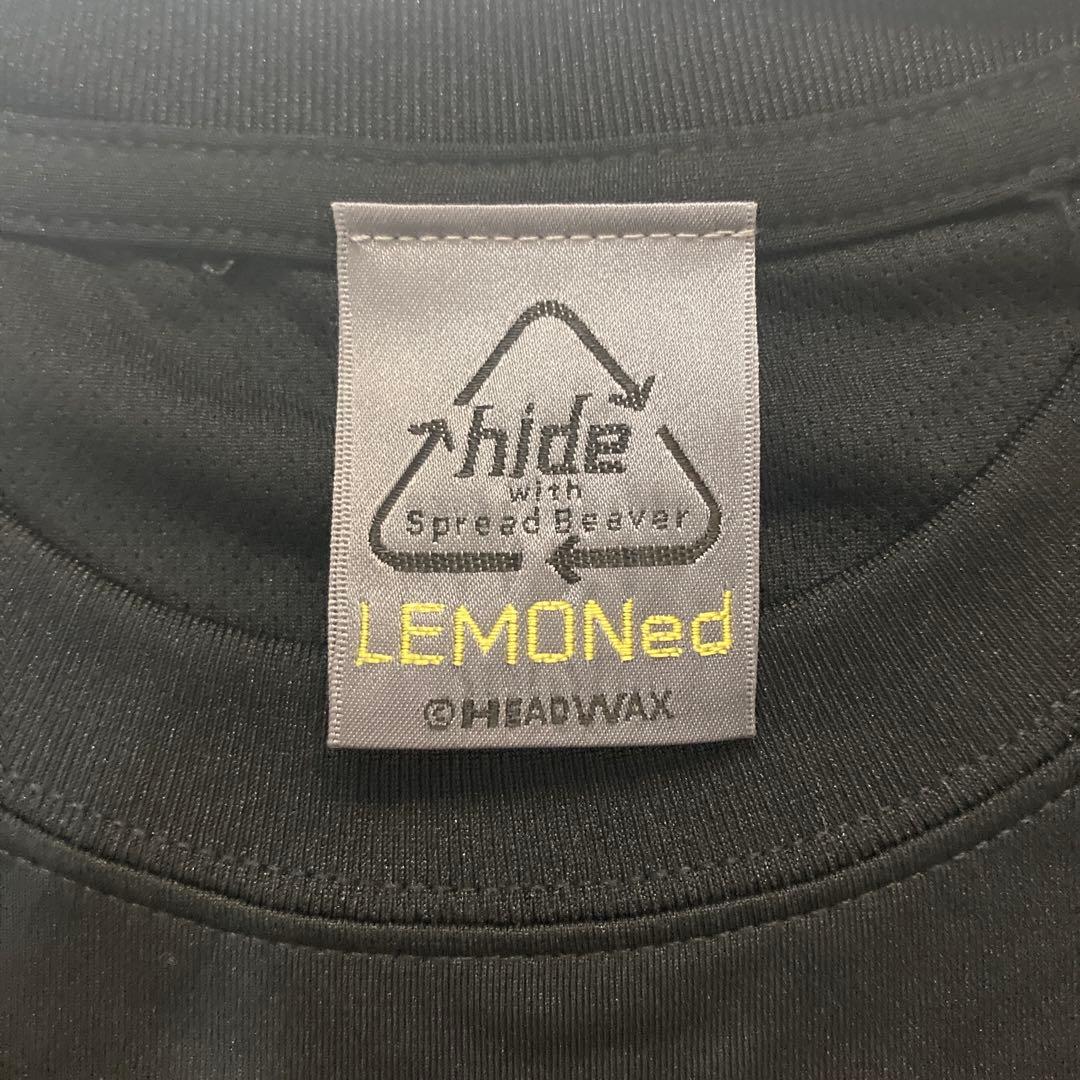 hide
with
Spread Beaver
LEMONed
©HEADWAX